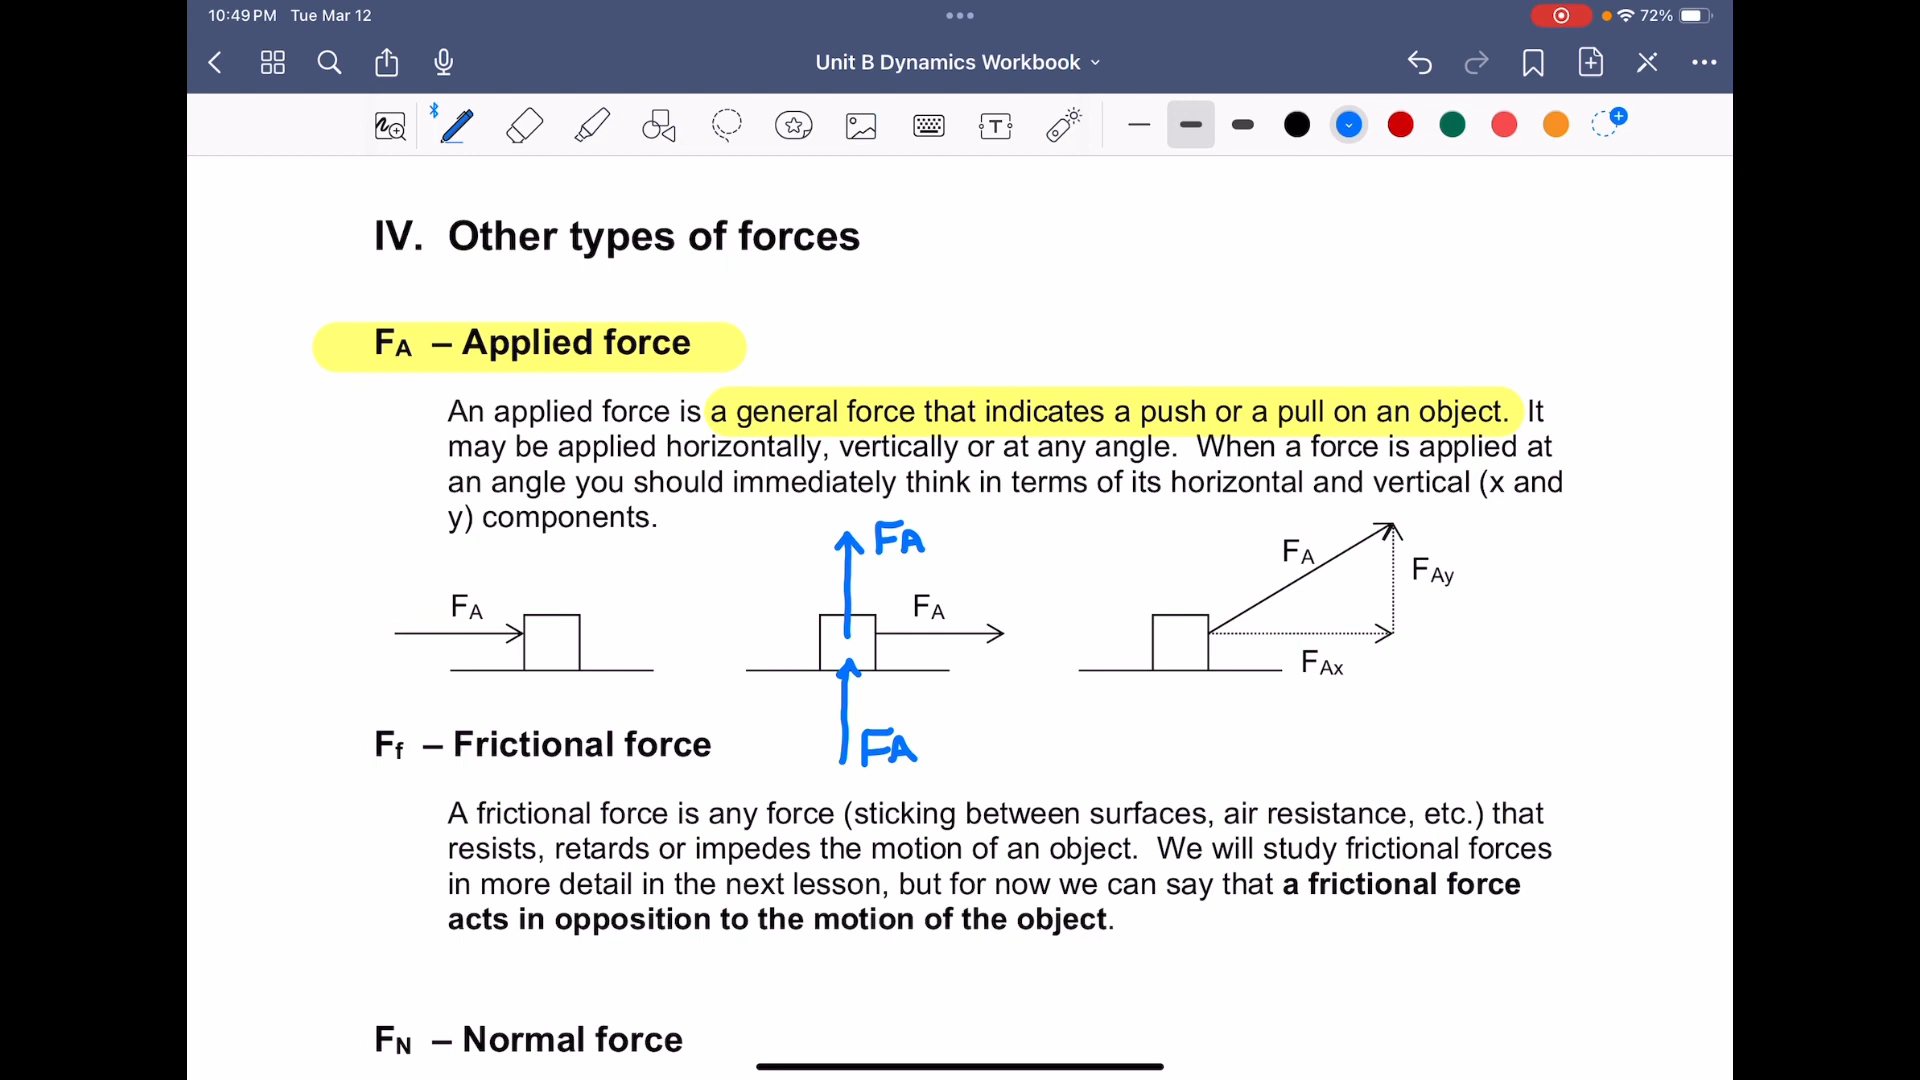 10:49 PM Tue Mar 12
72%
Unit B Dynamics Workbook
T
IV. Other types of forces
FA – Applied force
An applied force is a general force that indicates a push or a pull on an object. It
may be applied horizontally, vertically or at any angle. When a force is applied at
an angle you should immediately think in terms of its horizontal and vertical (x and
y) components.
FA
FA
FA
FA
FAy
FAx
FA
Ff – Frictional force
A frictional force is any force (sticking between surfaces, air resistance, etc.) that
resists, retards or impedes the motion of an object. We will study frictional forces
in more detail in the next lesson, but for now we can say that a frictional force
acts in opposition to the motion of the object.
FN – Normal force